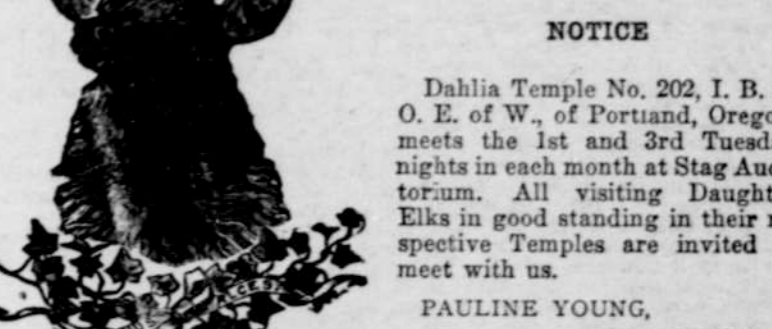 NOTICE
Dahlia Temple No. 202, I. B.
O. E. of W., of Portland, Orego
meets the 1st and 3rd Tuesd
nights in each month at Stag Aud
torium. All visiting Daught
Elks in good standing in their r
spective Temples are invited
meet with us.
PAULINE YOUNG,